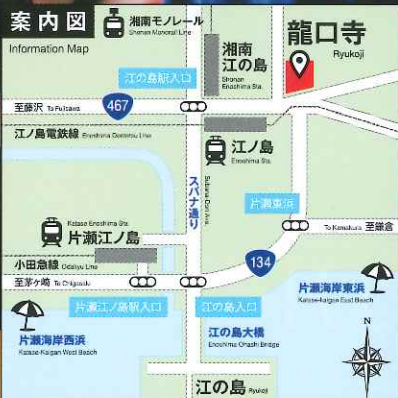 案内図
Information Map
湘南モノレール
Shonan Monorail Line
湘南
江の島
Shonan
Enoshima Sta.
龍口寺
Ryukoji
江の島駅入口
至藤沢 To Fujisawa
467
江ノ島電鉄線 Enoshima Dentetsu Line
江ノ島
Enoshima Sta.
スバナ通り
Subana-Dori Ave.
片瀬東浜
Katase Enoshima Sta.
片瀬江ノ島
To Kamakura 至鎌倉
小田急線 Odakyu Line
134
至茅ヶ崎 To Chigasaki
片瀬江ノ島駅入口
江の島入口
片瀬海岸東浜
Katase-kaigan East Beach
片瀬海岸西浜
Katase-Kaigan West Beach
江の島大橋
Enoshima Ohashi Bridge
N
江の島 Ryukoji